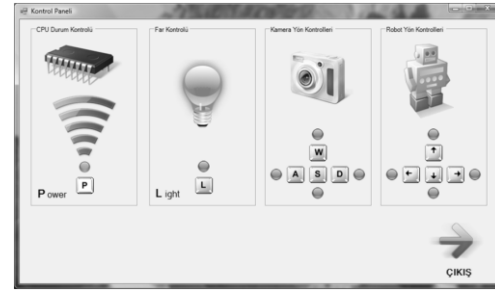 Kontrol Paneli
CPU Durum Kontrolü
Far Kontrolü
Kamera Yön Kontrolleri
Robot Yön Kontrolleri
P
Power
L
Light
W
A S D
ÇIKIŞ